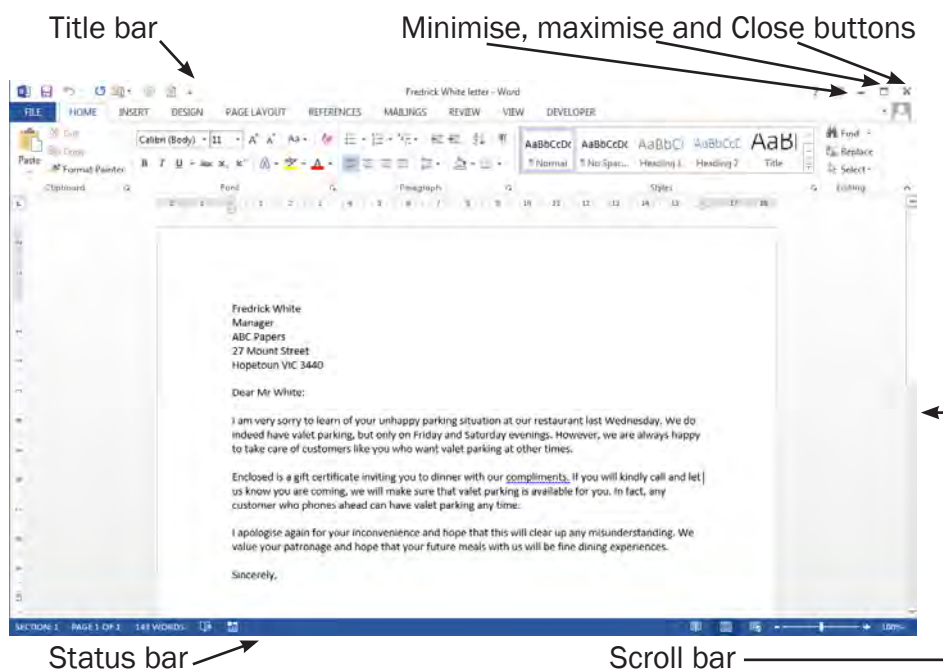 Title bar
Minimise, maximise and Close buttons
Fredrick White letter - Word
FILE HOME INSERT DESIGN PAGE LAYOUT REFERENCES MAILINGS REVIEW VIEW DEVELOPER
Cut
Copy
Format Painter
Paste
Calibri (Body) 11
AaBbCcDc AaBbCcDc AaBbCc AaBbCcC AaBl
¶ Normal ¶ No Spac... Heading 1 Heading 2 Title
Find
Replace
Select
Clipboard Font Paragraph Styles Editing
Fredrick White
Manager
ABC Papers
27 Mount Street
Hopetoun VIC 3440
Dear Mr White:
I am very sorry to learn of your unhappy parking situation at our restaurant last Wednesday. We do
indeed have valet parking, but only on Friday and Saturday evenings. However, we are always happy
to take care of customers like you who want valet parking at other times.
Enclosed is a gift certificate inviting you to dinner with our compliments. If you will kindly call and let
us know you are coming, we will make sure that valet parking is available for you. In fact, any
customer who phones ahead can have valet parking any time.
I apologise again for your inconvenience and hope that this will clear up any misunderstanding. We
value your patronage and hope that your future meals with us will be fine dining experiences.
Sincerely,
SECTION: 1 PAGE 1 OF 1 143 WORDS 100%
Status bar
Scroll bar